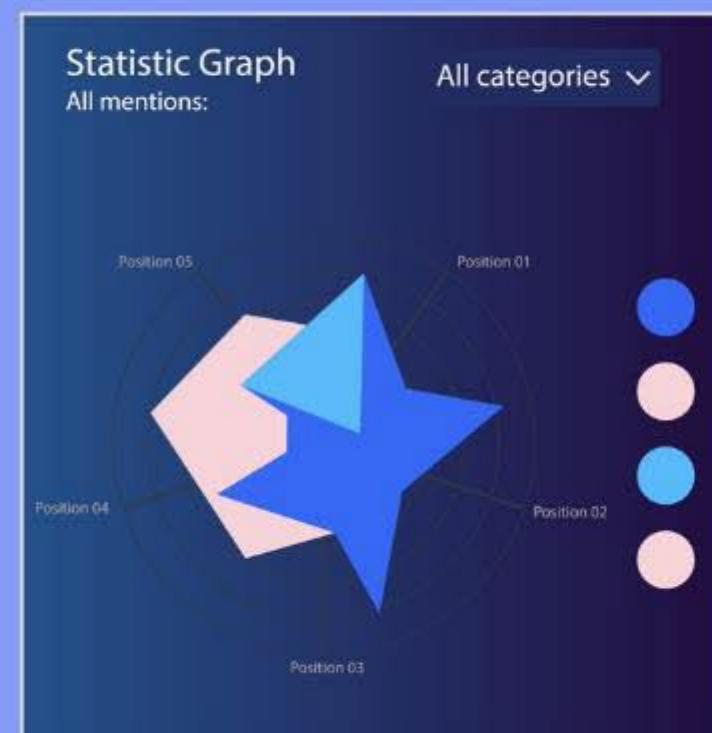 Statistic Graph
All categories
All mentions:
Position 05
Position 01
Position 04
Position 02
Position 03